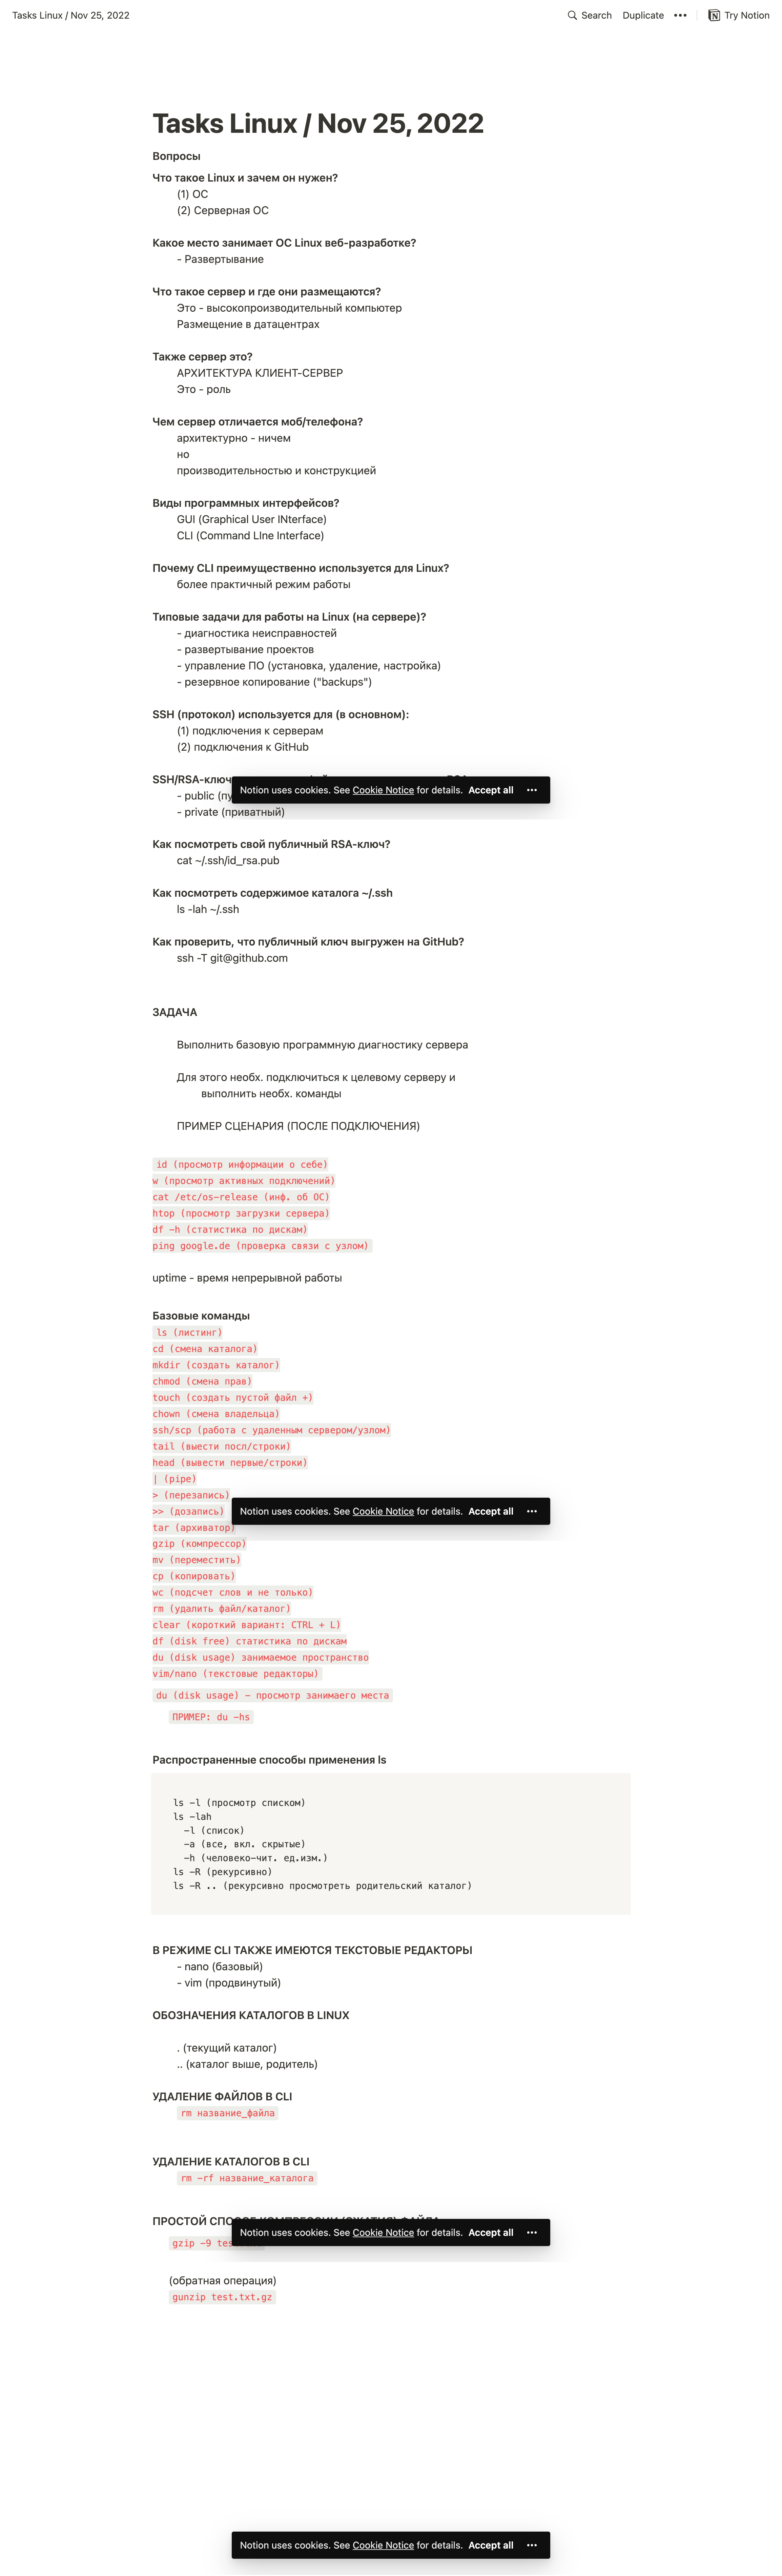 Tasks Linux / Nov 25, 2022
Search Duplicate ••• Try Notion
Tasks Linux / Nov 25, 2022
Вопросы
Что такое Linux и зачем он нужен?
(1) ОС
(2) Серверная ОС
Какое место занимает ОС Linux веб-разработке?
- Развертывание
Что такое сервер и где они размещаются?
Это - высокопроизводительный компьютер
Размещение в датацентрах
Также сервер это?
АРХИТЕКТУРА КЛИЕНТ-СЕРВЕР
Это - роль
Чем сервер отличается моб/телефона?
архитектурно - ничем
но
производительностью и конструкцией
Виды программных интерфейсов?
GUI (Graphical User INterface)
CLI (Command LIne Interface)
Почему CLI преимущественно используется для Linux?
более практичный режим работы
Типовые задачи для работы на Linux (на сервере)?
- диагностика неисправностей
- развертывание проектов
- управление ПО (установка, удаление, настройка)
- резервное копирование ("backups")
SSH (протокол) используется для (в основном):
(1) подключения к серверам
(2) подключения к GitHub
SSH/RSA-ключ
Notion uses cookies. See Cookie Notice for details. Accept all •••
- public
- private (приватный)
Как посмотреть свой публичный RSA-ключ?
cat ~/.ssh/id_rsa.pub
Как посмотреть содержимое каталога ~/.ssh
ls -lah ~/.ssh
Как проверить, что публичный ключ выгружен на GitHub?
ssh -T git@github.com
ЗАДАЧА
Выполнить базовую программную диагностику сервера
Для этого необх. подключиться к целевому серверу и
выполнить необх. команды
ПРИМЕР СЦЕНАРИЯ (ПОСЛЕ ПОДКЛЮЧЕНИЯ)
id (просмотр информации о себе)
w (просмотр активных подключений)
cat /etc/os-release (инф. об ОС)
htop (просмотр загрузки сервера)
df -h (статистика по дискам)
ping google.de (проверка связи с узлом)
uptime - время непрерывной работы
Базовые команды
ls (листинг)
cd (смена каталога)
mkdir (создать каталог)
chmod (смена прав)
touch (создать пустой файл +)
chown (смена владельца)
ssh/scp (работа с удаленным сервером/узлом)
tail (выести посл/строки)
head (вывести первые/строки)
| (pipe)
> (перезапись)
>> (дозапись)
Notion uses cookies. See Cookie Notice for details. Accept all •••
tar (архиватор)
gzip (компрессор)
mv (переместить)
cp (копировать)
wc (подсчет слов и не только)
rm (удалить файл/каталог)
clear (короткий вариант: CTRL + L)
df (disk free) статистика по дискам
du (disk usage) занимаемое пространство
vim/nano (текстовые редакторы)
du (disk usage) - просмотр занимаего места
ПРИМЕР: du -hs
Распространенные способы применения ls
ls -l (просмотр списком)
ls -lah
-l (список)
-a (все, вкл. скрытые)
-h (человеко-чит. ед.изм.)
ls -R (рекурсивно)
ls -R .. (рекурсивно просмотреть родительский каталог)
В РЕЖИМЕ CLI ТАКЖЕ ИМЕЮТСЯ ТЕКСТОВЫЕ РЕДАКТОРЫ
- nano (базовый)
- vim (продвинутый)
ОБОЗНАЧЕНИЯ КАТАЛОГОВ В LINUX
. (текущий каталог)
.. (каталог выше, родитель)
УДАЛЕНИЕ ФАЙЛОВ В CLI
rm название_файла
УДАЛЕНИЕ КАТАЛОГОВ В CLI
rm -rf название_каталога
ПРОСТОЙ СПОСОБ КОМПРЕССИИ (СЖАТИЯ) ФАЙЛА
Notion uses cookies. See Cookie Notice for details. Accept all •••
gzip -9
(обратная операция)
gunzip test.txt.gz
Notion uses cookies. See Cookie Notice for details. Accept all •••